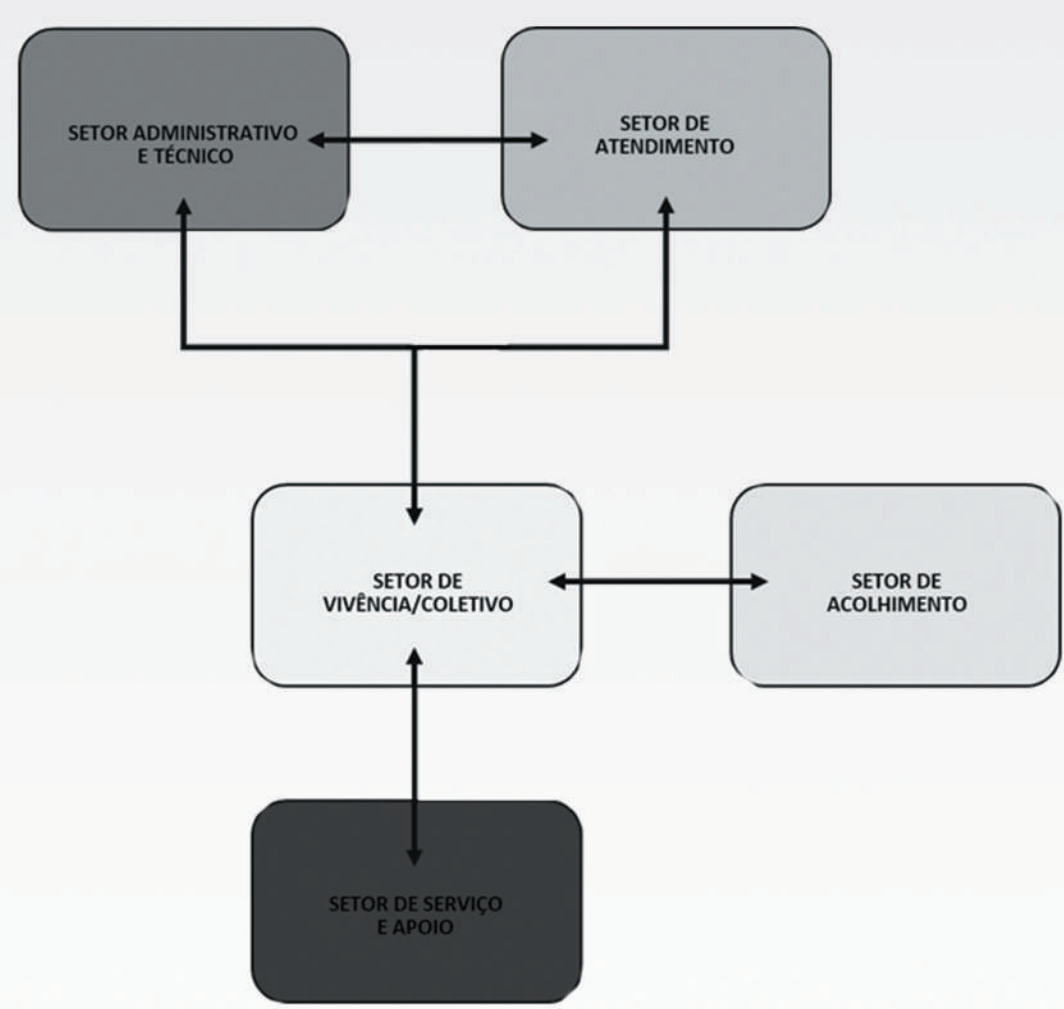 SETOR ADMINISTRATIVO
E TÉCNICO
SETOR DE
ATENDIMENTO
SETOR DE
VIVÊNCIA/COLETIVO
SETOR DE
ACOLHIMENTO
SETOR DE SERVIÇO
E APOIO